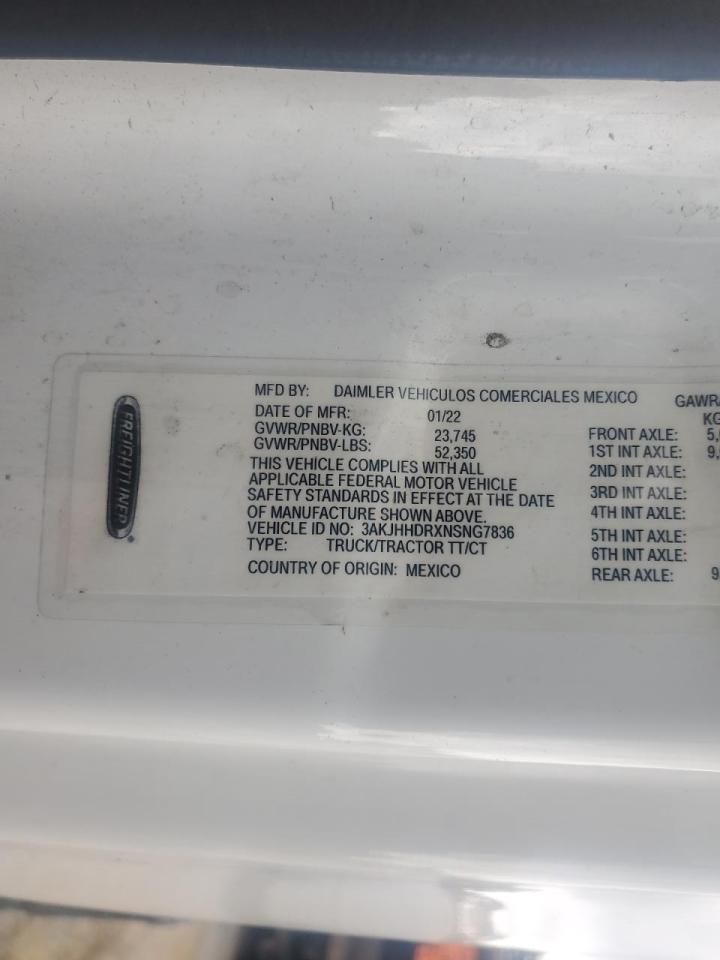 FREIGHTLINER
MFD BY: DAIMLER VEHICULOS COMERCIALES MEXICO
DATE OF MFR: 01/22
GVWR/PNBV-KG: 23,745
GVWR/PNBV-LBS: 52,350
THIS VEHICLE COMPLIES WITH ALL
APPLICABLE FEDERAL MOTOR VEHICLE
SAFETY STANDARDS IN EFFECT AT THE DATE
OF MANUFACTURE SHOWN ABOVE.
VEHICLE ID NO: 3AKJHHDRXNSNG7836
TYPE: TRUCK/TRACTOR TT/CT
COUNTRY OF ORIGIN: MEXICO
FRONT AXLE:
1ST INT AXLE:
2ND INT AXLE:
3RD INT AXLE:
4TH INT AXLE:
5TH INT AXLE:
6TH INT AXLE:
REAR AXLE: